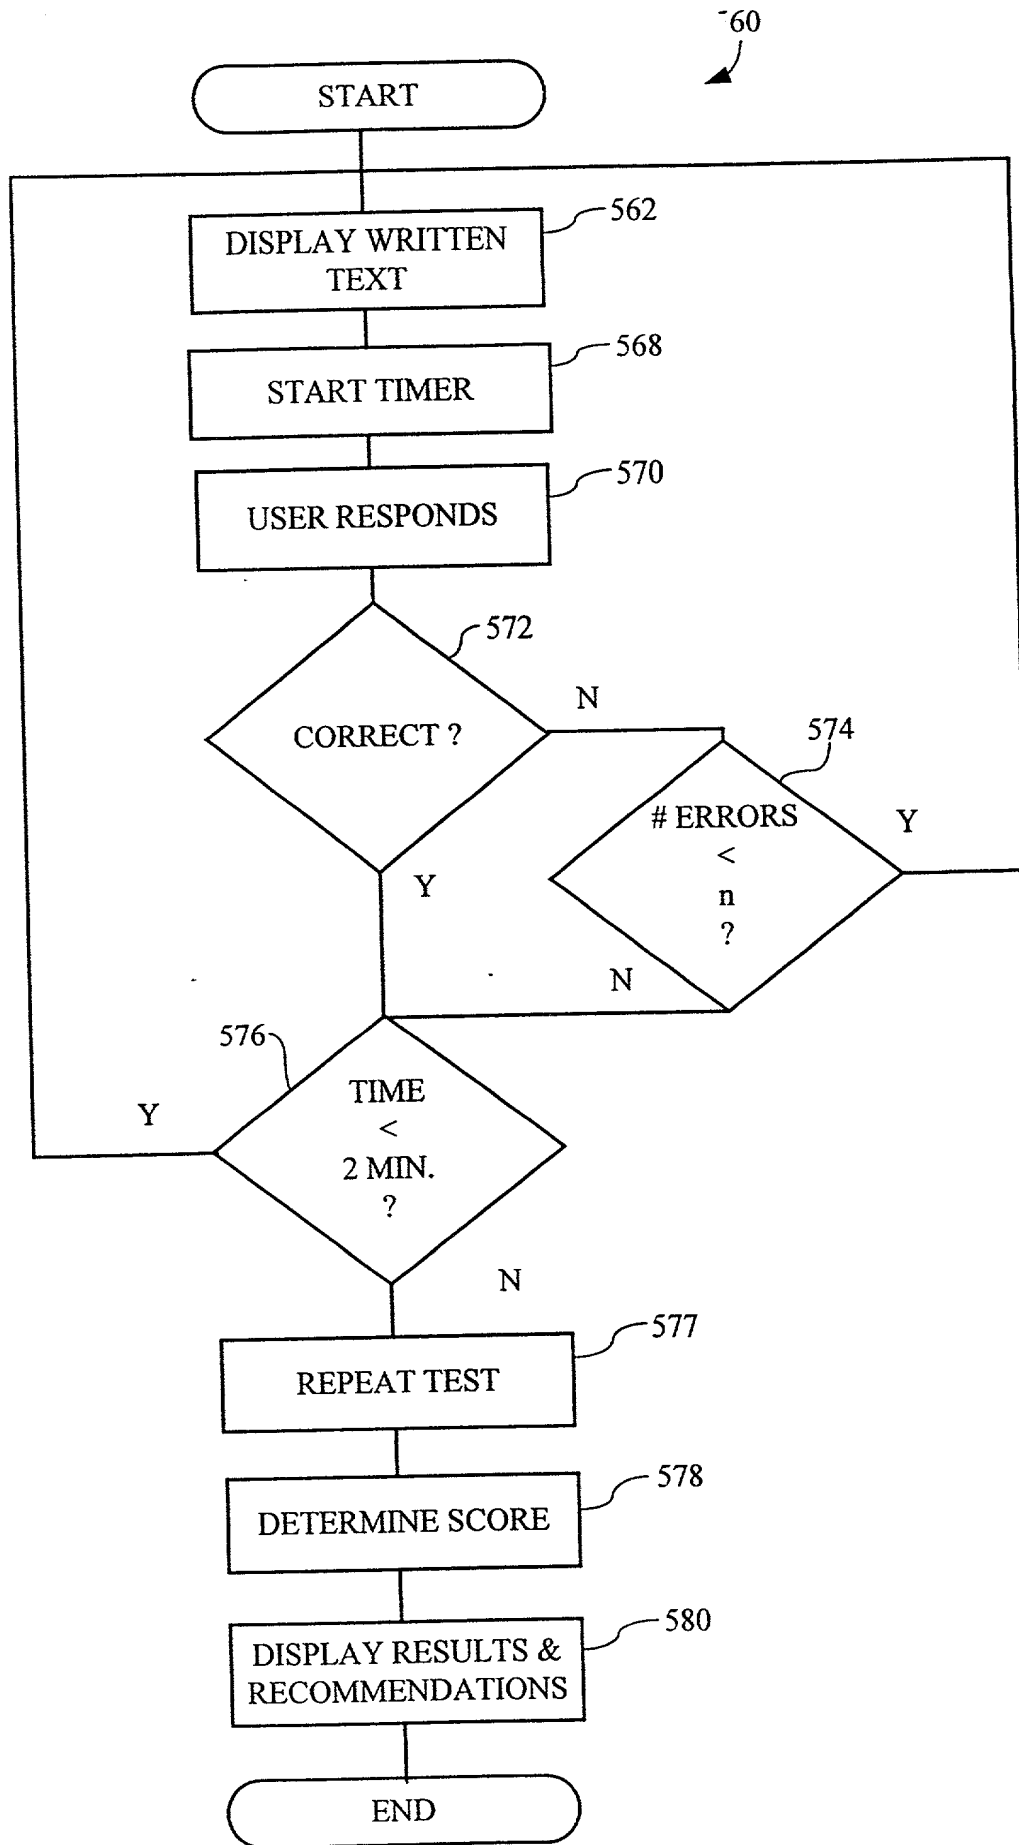 60
START
562
DISPLAY WRITTEN
TEXT
568
START TIMER
570
USER RESPONDS
572
N
CORRECT ?
574
# ERRORS
<
n
?
Y
Y
N
576
TIME
<
2 MIN.
?
Y
N
577
REPEAT TEST
578
DETERMINE SCORE
580
DISPLAY RESULTS &
RECOMMENDATIONS
END